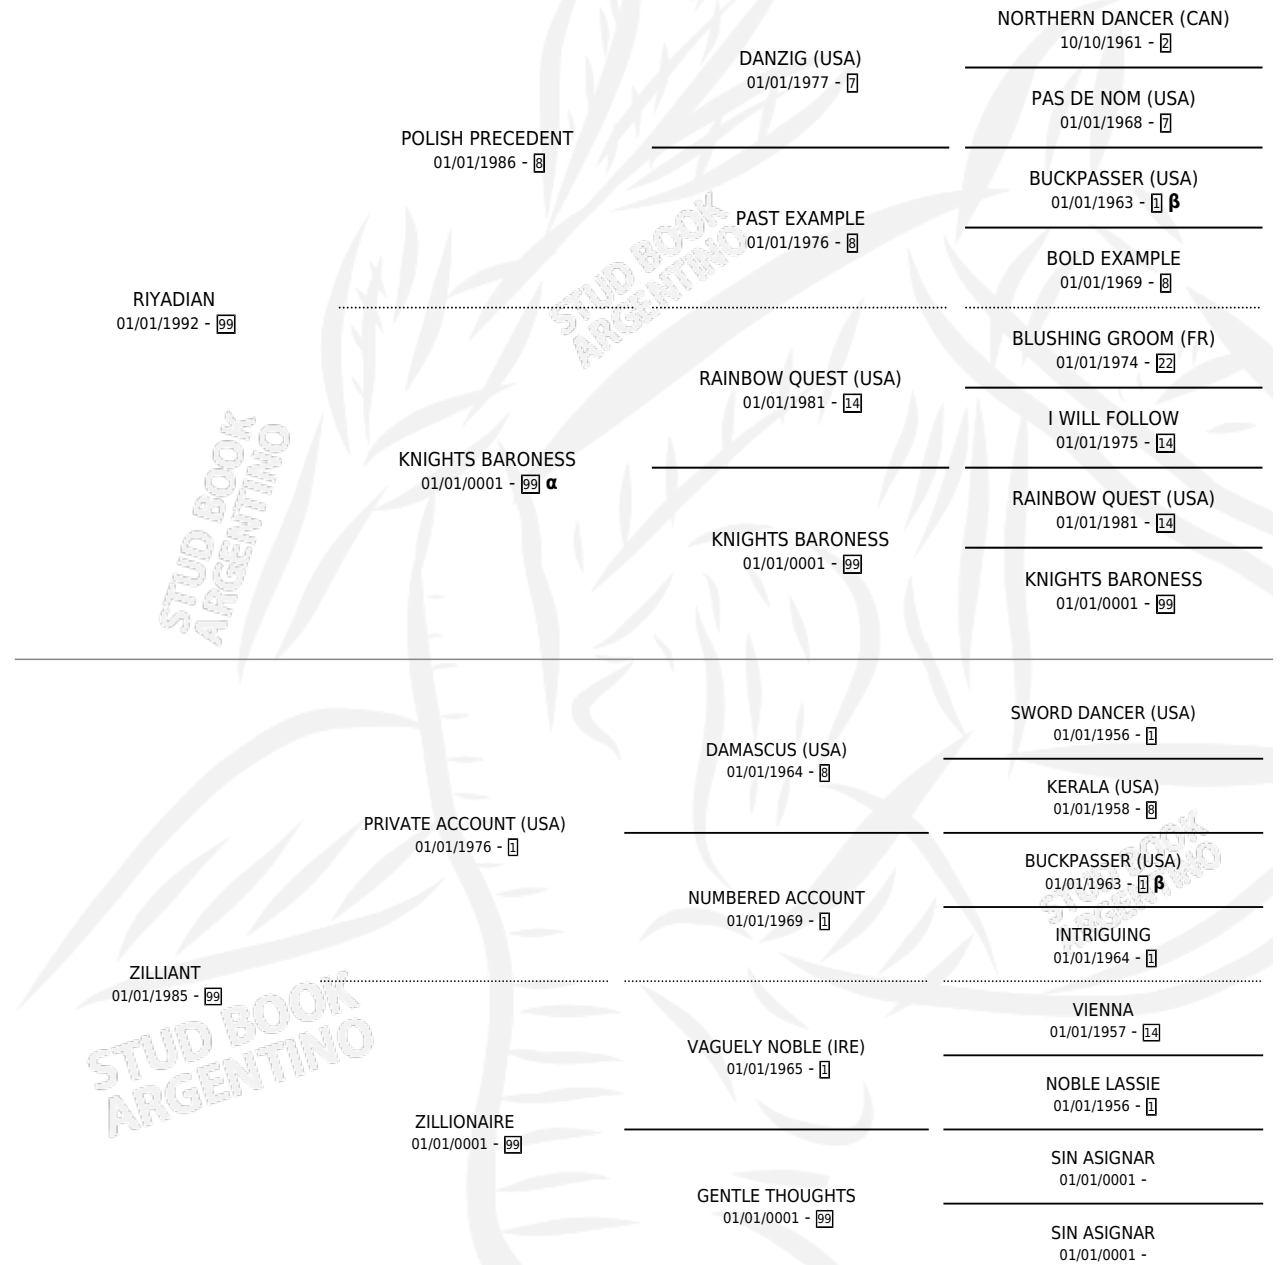 NORTHERN DANCER (CAN)
10/10/1961 - 2
DANZIG (USA)
01/01/1977 - 7
PAS DE NOM (USA)
01/01/1968 - 7
POLISH PRECEDENT
01/01/1986 - 8
BUCKPASSER (USA)
01/01/1963 - 1 β
PAST EXAMPLE
01/01/1976 - 8
BOLD EXAMPLE
01/01/1969 - 8
RIYADIAN
01/01/1992 - 99
BLUSHING GROOM (FR)
01/01/1974 - 22
RAINBOW QUEST (USA)
01/01/1981 - 14
I WILL FOLLOW
01/01/1975 - 14
KNIGHTS BARONESS
01/01/0001 - 99 α
RAINBOW QUEST (USA)
01/01/1981 - 14
KNIGHTS BARONESS
01/01/0001 - 99
KNIGHTS BARONESS
01/01/0001 - 99
SWORD DANCER (USA)
01/01/1956 - 1
DAMASCUS (USA)
01/01/1964 - 8
KERALA (USA)
01/01/1958 - 8
PRIVATE ACCOUNT (USA)
01/01/1976 - 1
BUCKPASSER (USA)
01/01/1963 - 1 β
NUMBERED ACCOUNT
01/01/1969 - 1
INTRIGUING
01/01/1964 - 1
ZILLIANT
01/01/1985 - 99
VIENNA
01/01/1957 - 14
VAGUELY NOBLE (IRE)
01/01/1965 - 1
NOBLE LASSIE
01/01/1956 - 1
ZILLIONAIRE
01/01/0001 - 99
SIN ASIGNAR
01/01/0001 -
GENTLE THOUGHTS
01/01/0001 - 99
SIN ASIGNAR
01/01/0001 -
STUD BOOK
ARGENTINO
STUD BOOK
ARGENTINO
STUD BOOK
ARGENTINO
STUD BOOK
ARGENTINO